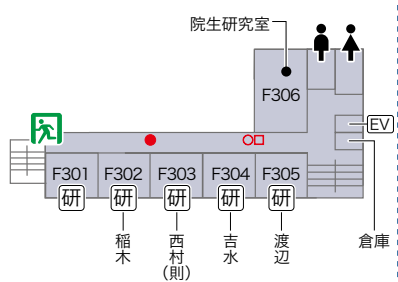 院生研究室
F306
EV
F301
F302
F303
F304
F305
研
研
研
研
研
稲木
西村(則)
吉水
渡辺
倉庫